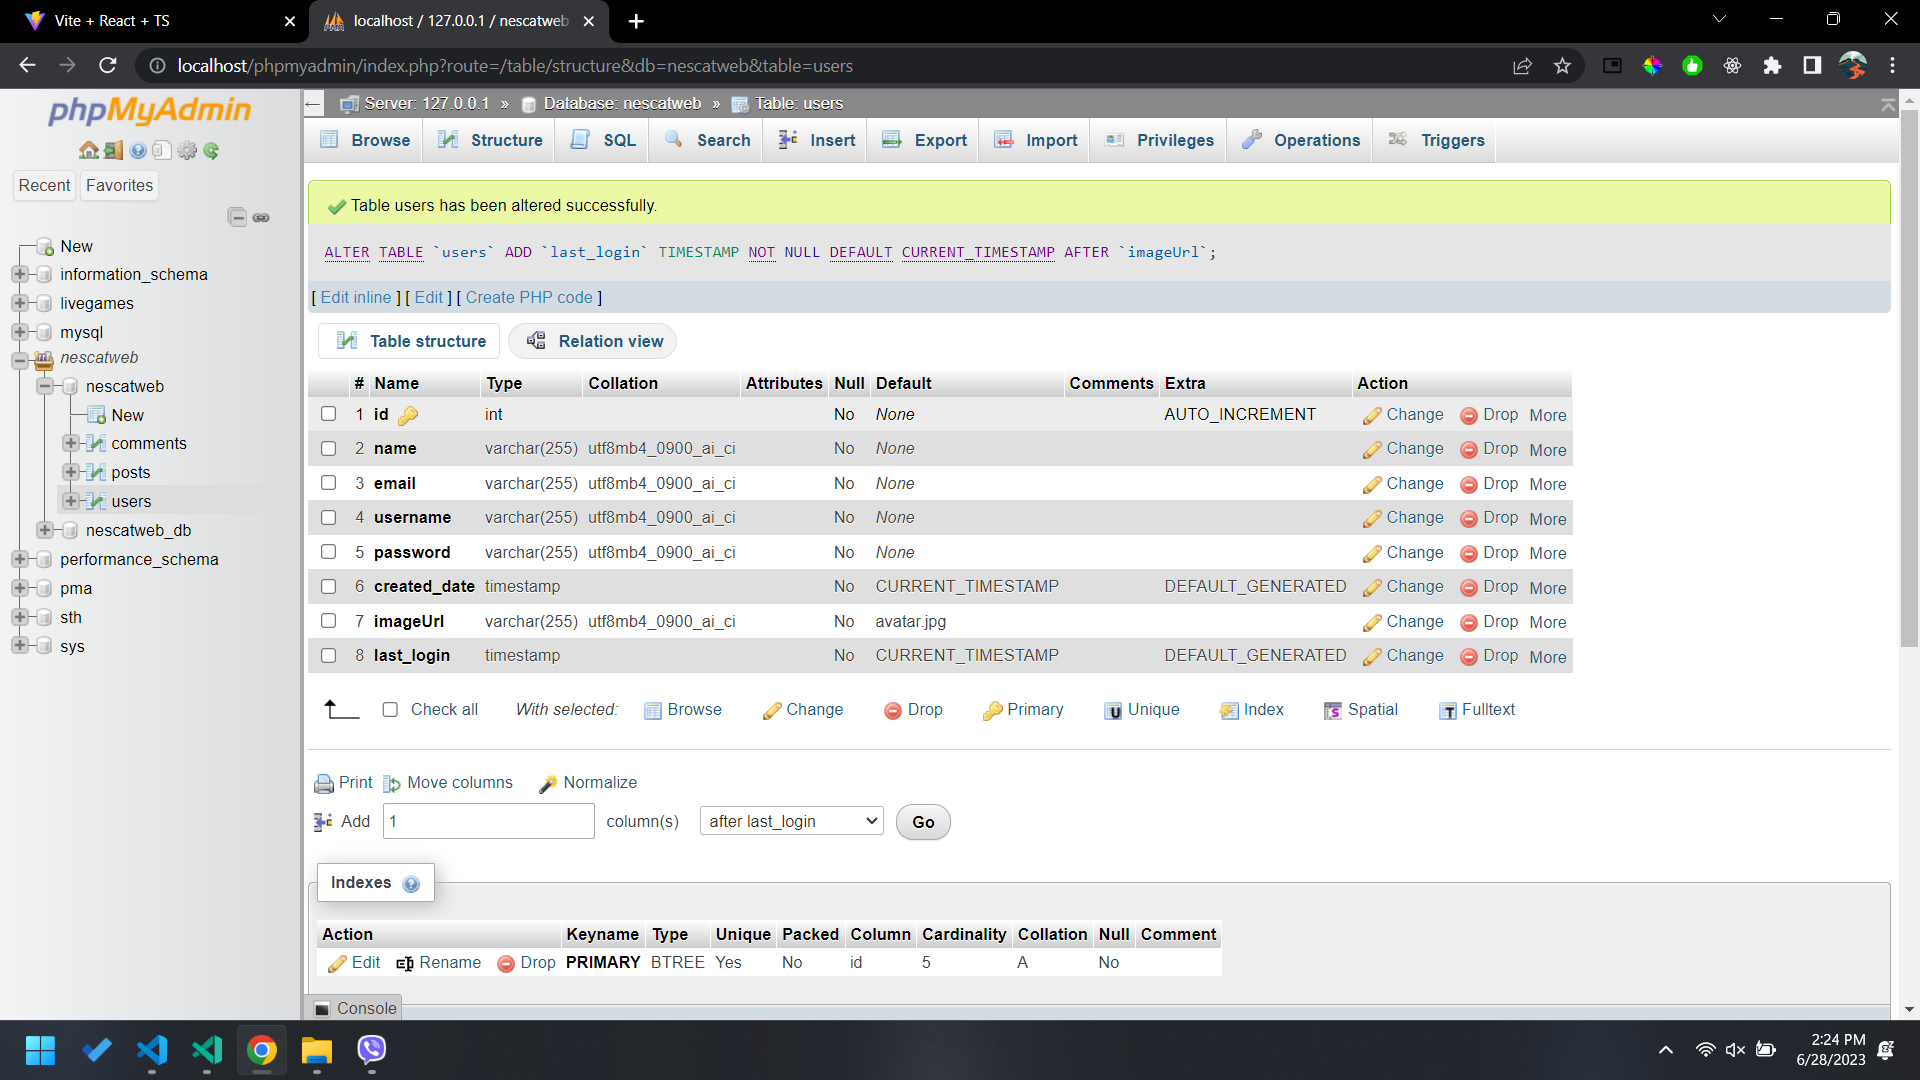 Vite + React + TS
localhost / 127.0.0.1 / nescatweb
localhost/phpmyadmin/index.php?route=/table/structure&db=nescatweb&table=users
phpMyAdmin
Recent Favorites
New
information_schema
livegames
mysql
nescatweb
nescatweb
New
comments
posts
users
nescatweb_db
performance_schema
pma
sth
sys
Server: 127.0.0.1 » Database: nescatweb » Table: users
Browse Structure SQL Search Insert Export Import Privileges Operations Triggers
Table users has been altered successfully.
ALTER TABLE `users` ADD `last_login` TIMESTAMP NOT NULL DEFAULT CURRENT_TIMESTAMP AFTER `imageUrl`;
[ Edit inline ] [ Edit ] [ Create PHP code ]
Table structure Relation view
# Name Type Collation Attributes Null Default Comments Extra Action
1 id int No None AUTO_INCREMENT Change Drop More
2 name varchar(255) utf8mb4_0900_ai_ci No None Change Drop More
3 email varchar(255) utf8mb4_0900_ai_ci No None Change Drop More
4 username varchar(255) utf8mb4_0900_ai_ci No None Change Drop More
5 password varchar(255) utf8mb4_0900_ai_ci No None Change Drop More
6 created_date timestamp No CURRENT_TIMESTAMP DEFAULT_GENERATED Change Drop More
7 imageUrl varchar(255) utf8mb4_0900_ai_ci No avatar.jpg Change Drop More
8 last_login timestamp No CURRENT_TIMESTAMP DEFAULT_GENERATED Change Drop More
Check all With selected: Browse Change Drop Primary Unique Index Spatial Fulltext
Print Move columns Normalize
Add 1 column(s) after last_login Go
Indexes
Action Keyname Type Unique Packed Column Cardinality Collation Null Comment
Edit Rename Drop PRIMARY BTREE Yes No id 5 A No
Console
2:24 PM
6/28/2023